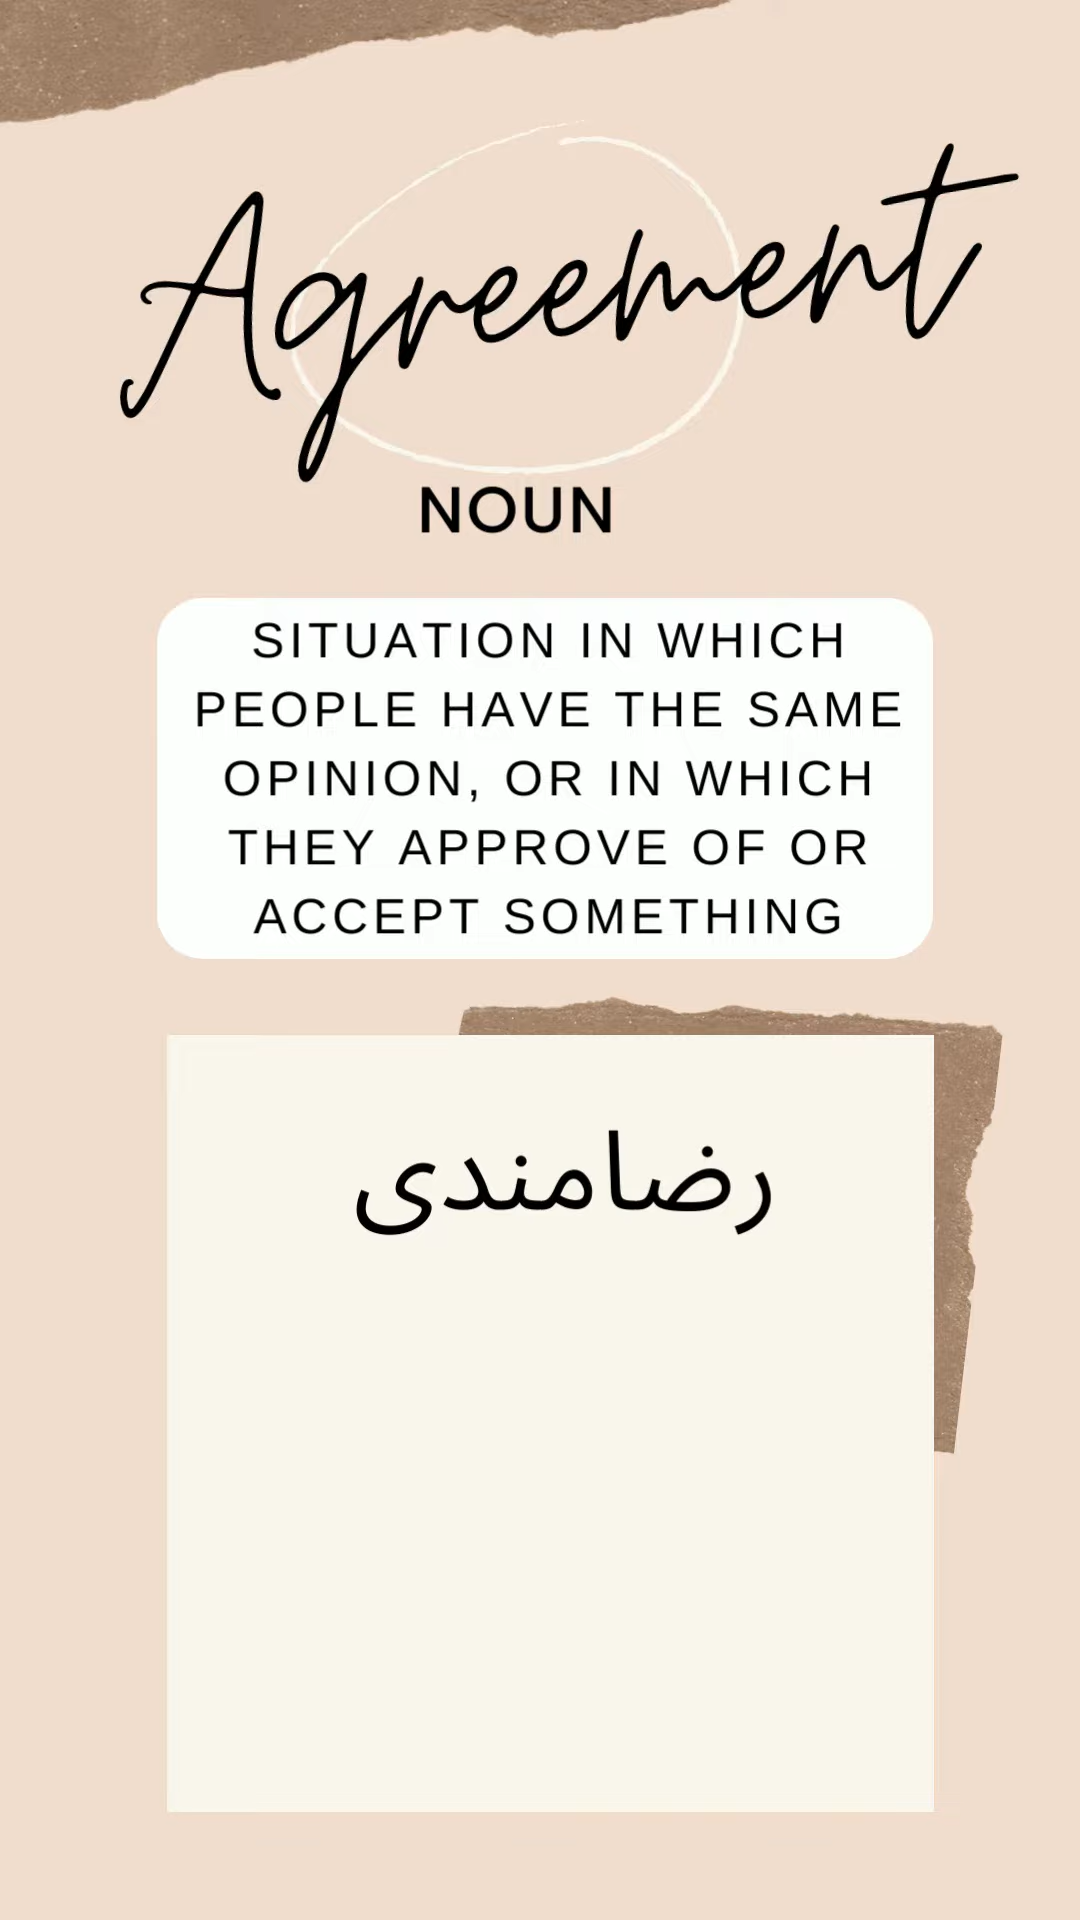 Agreement
NOUN
SITUATION IN WHICH
PEOPLE HAVE THE SAME
OPINION, OR IN WHICH
THEY APPROVE OF OR
ACCEPT SOMETHING
رضامندی